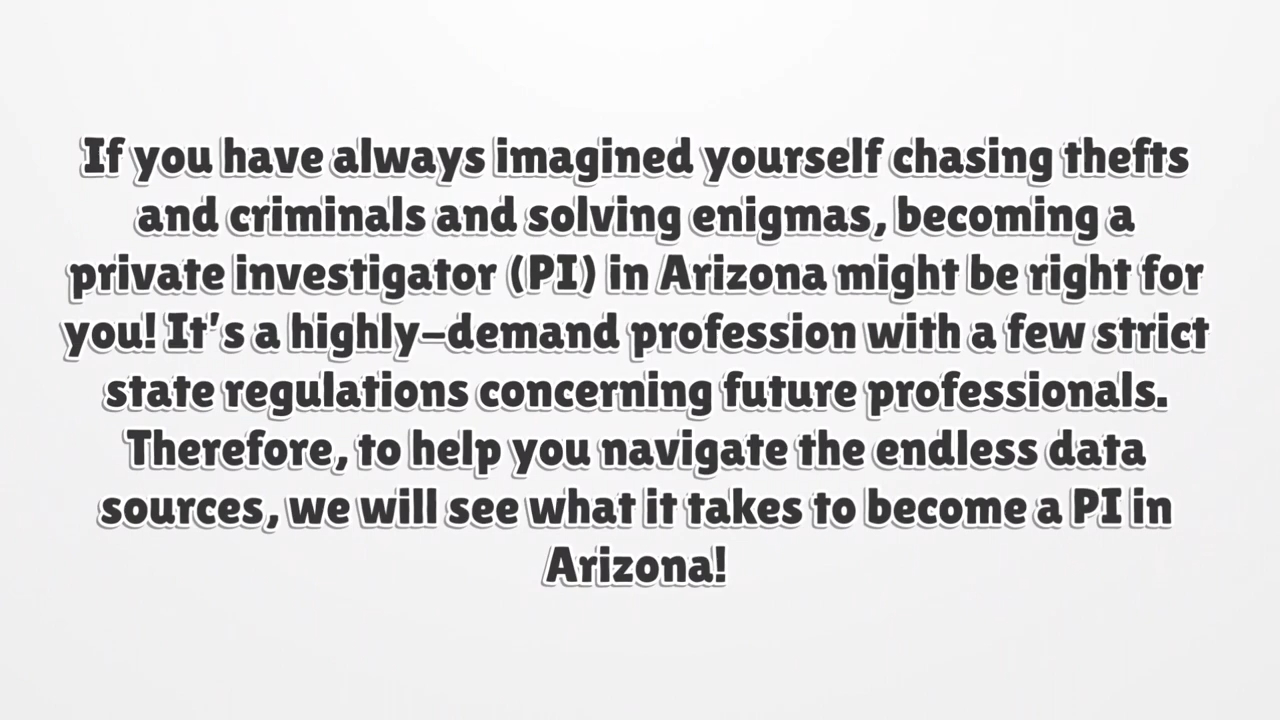 If you have always imagined yourself chasing thefts
and criminals and solving enigmas, becoming a
private investigator (PI) in Arizona might be right for
you! It's a highly-demand profession with a few strict
state regulations concerning future professionals.
Therefore, to help you navigate the endless data
sources, we will see what it takes to become a PI in
Arizona!